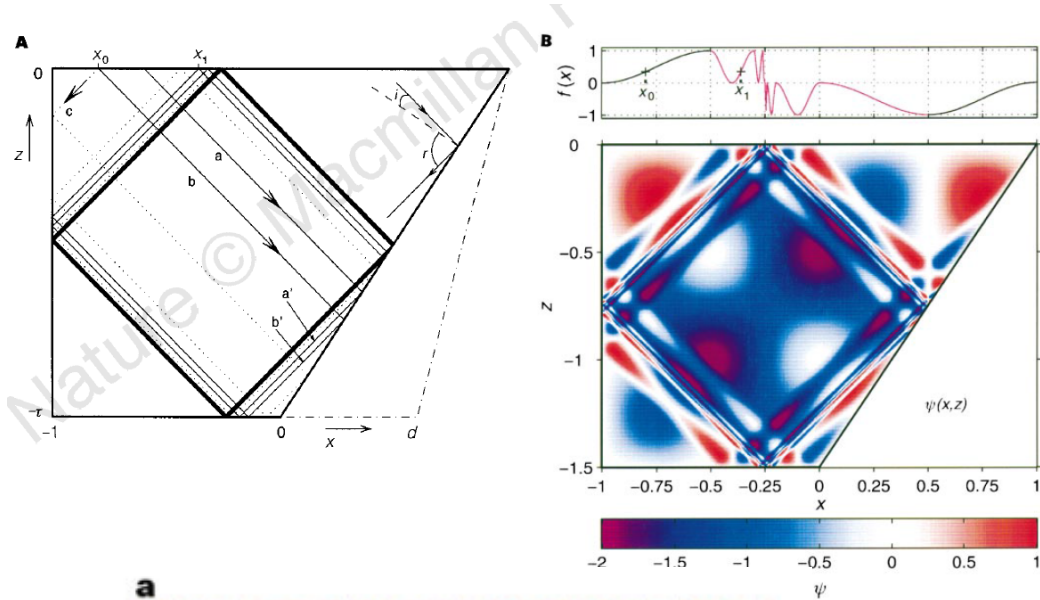 A
x₀ x₁
0
c
i
r
z
a
b
a'
b'
-τ
-1 0 x d
Nature © Macmillan
B
f (x)
1
0
-1
x₀ x₁
z
0
-0.5
-1
-1.5
ψ(x,z)
-1 -0.75 -0.5 -0.25 0 0.25 0.5 0.75 1
x
-2 -1.5 -1 -0.5 0 0.5 1
ψ
a